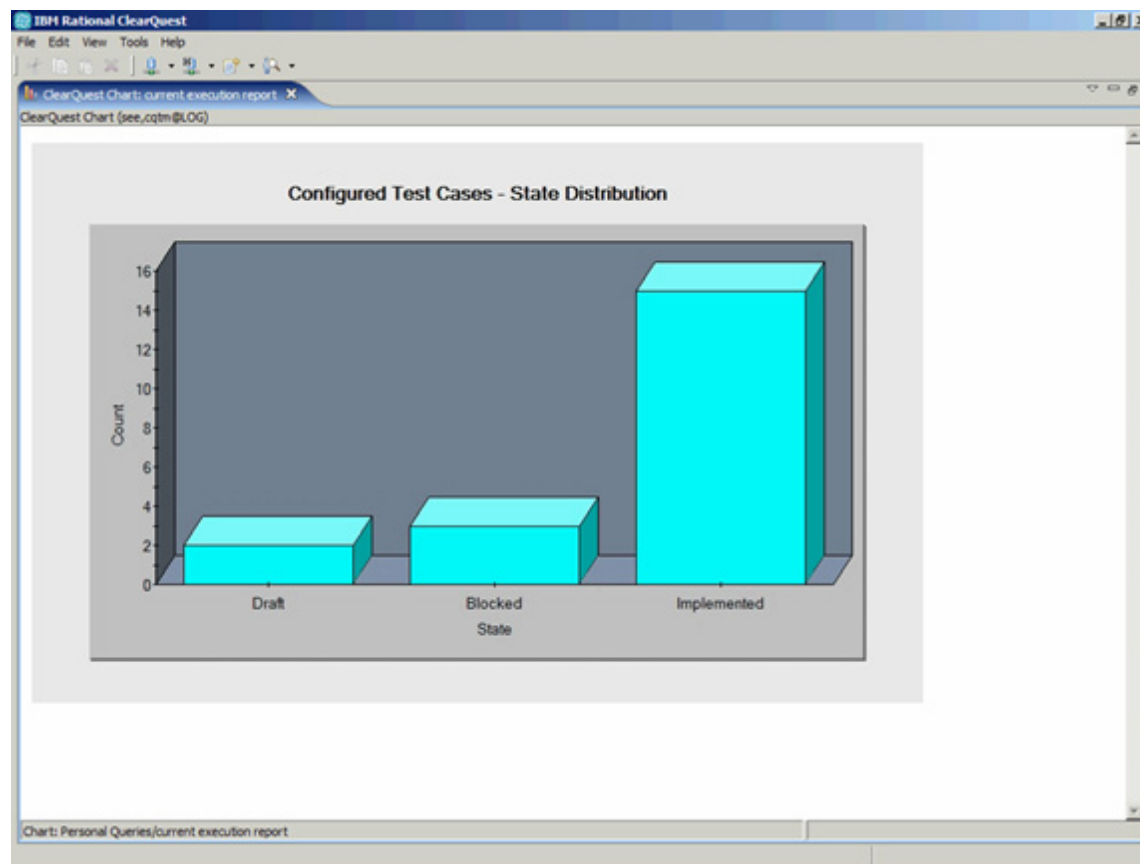 IBM Rational ClearQuest
File Edit View Tools Help
ClearQuest Chart: current execution report
ClearQuest Chart (see,cqtm@LOG)
Configured Test Cases - State Distribution
16
14
12
10
8
6
4
2
0
Count
Draft Blocked Implemented
State
Chart: Personal Queries/current execution report